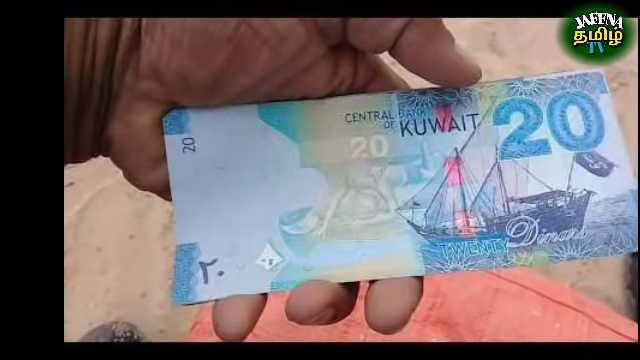 JAFFNA
தமிழ்
TV
CENTRAL BANK
OF KUWAIT
20
20
20
TWENTY Dinars
٢٠